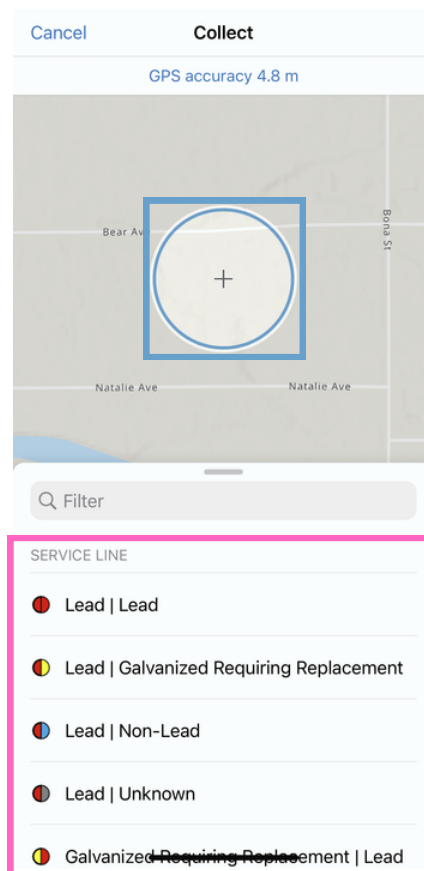 Cancel
Collect
GPS accuracy 4.8 m
Bear Av
Bona St
Natalie Ave
Natalie Ave
Filter
SERVICE LINE
Lead | Lead
Lead | Galvanized Requiring Replacement
Lead | Non-Lead
Lead | Unknown
Galvanized Requiring Replacement | Lead